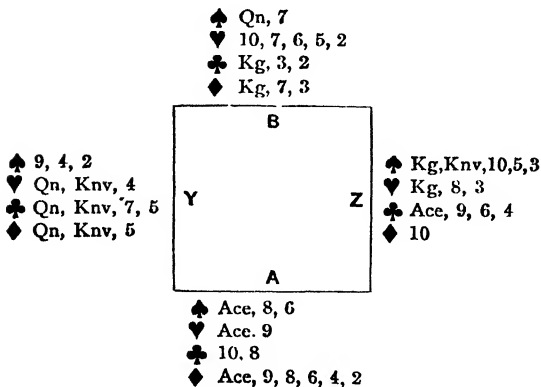 ♠ Qn, 7
♥ 10, 7, 6, 5, 2
♣ Kg, 3, 2
♦ Kg, 7, 3
B
♠ 9, 4, 2
♥ Qn, Knv, 4
♣ Qn, Knv, 7, 5
♦ Qn, Knv, 5
Y
Z
♠ Kg,Knv,10,5,3
♥ Kg, 8, 3
♣ Ace, 9, 6, 4
♦ 10
A
♠ Ace, 8, 6
♥ Ace. 9
♣ 10, 8
♦ Ace, 9, 8, 6, 4, 2